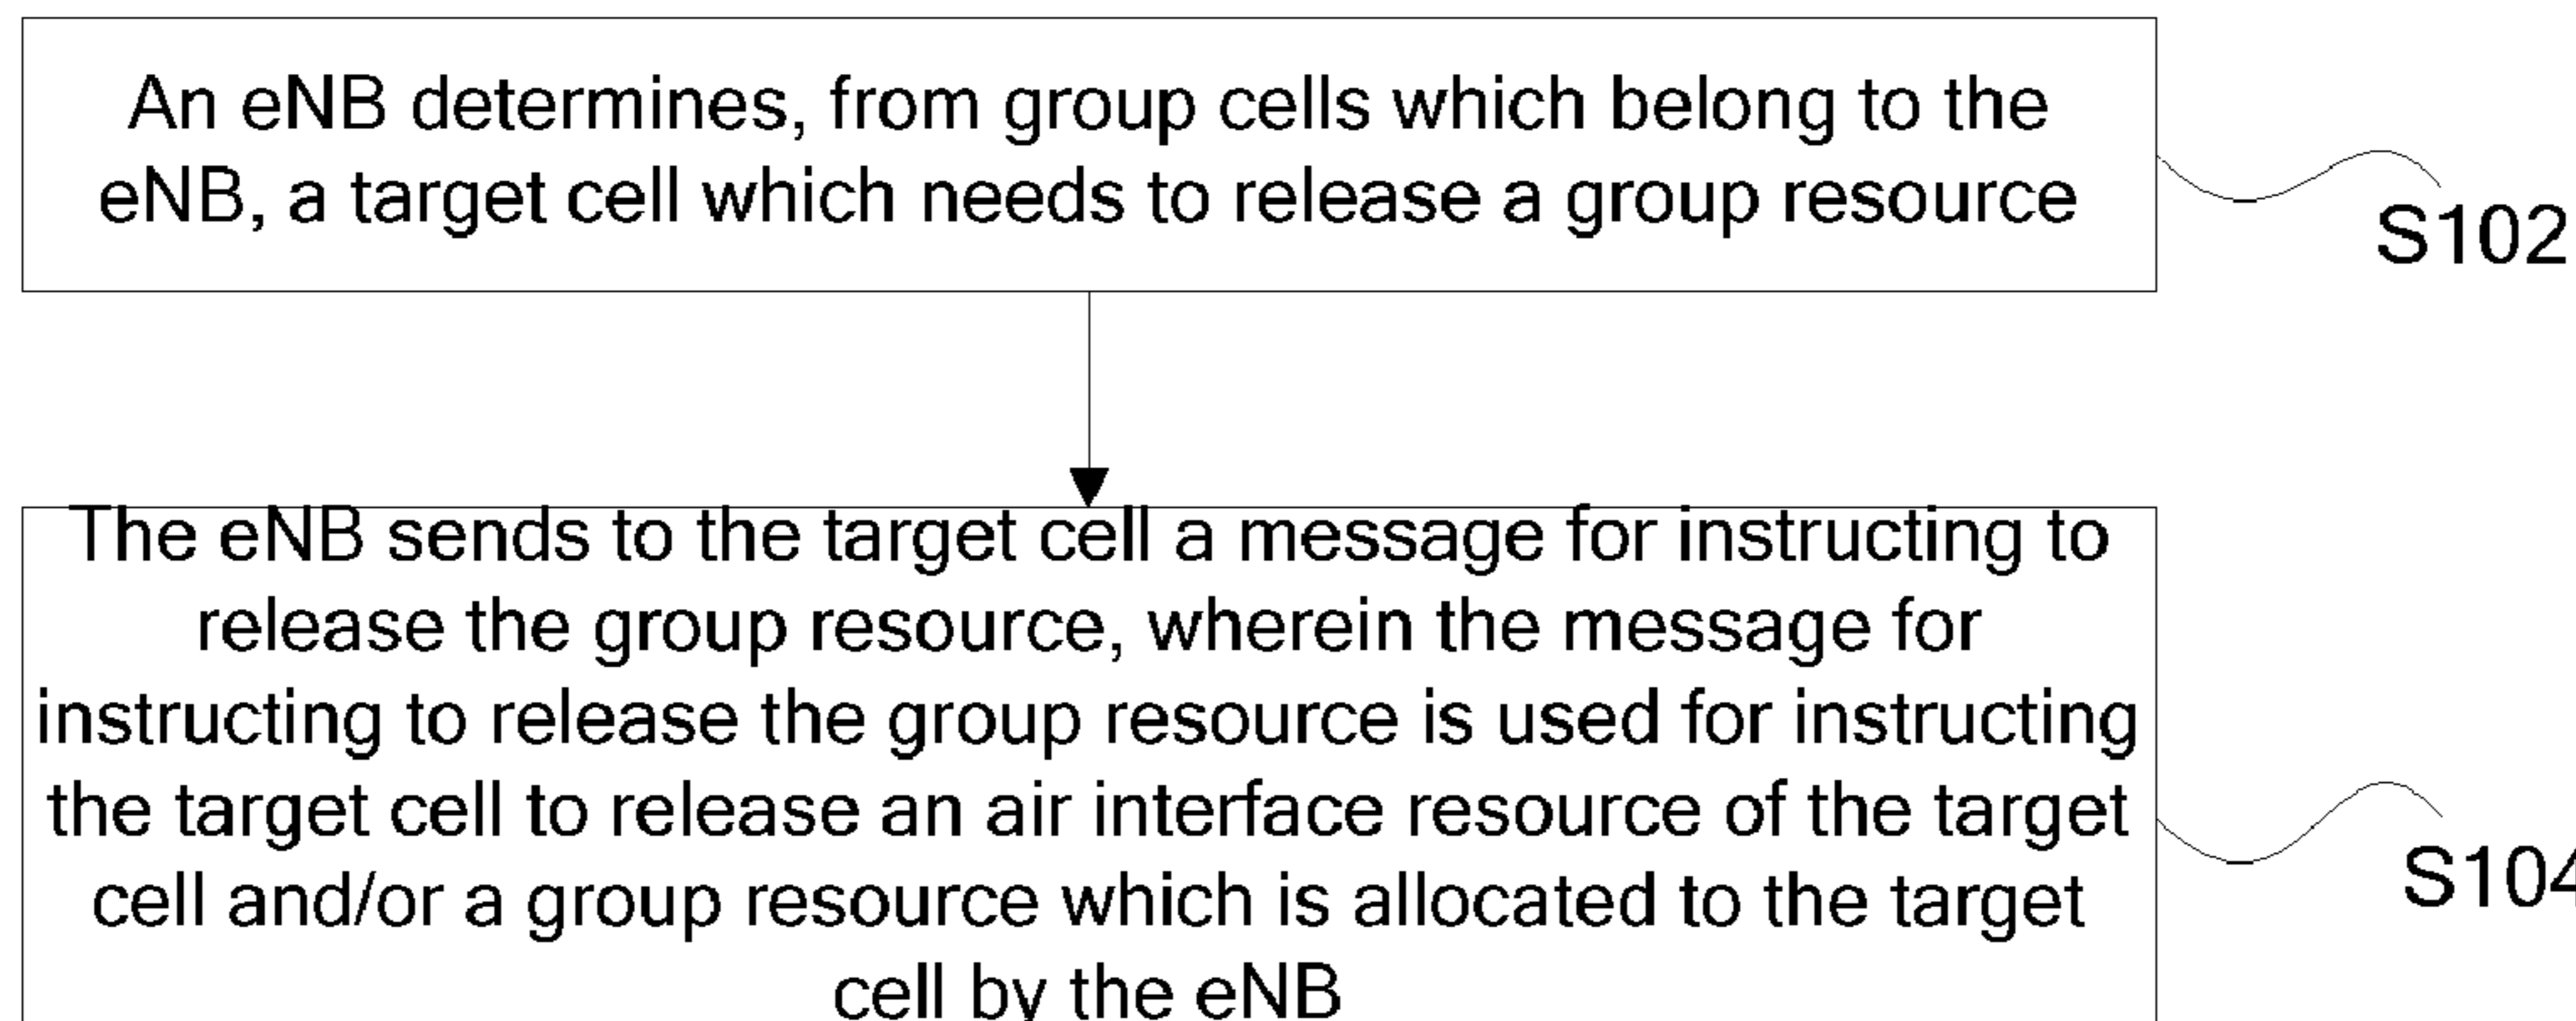 An eNB determines, from group cells which belong to the
eNB, a target cell which needs to release a group resource
S102
The eNB sends to the target cell a message for instructing to
release the group resource, wherein the message for
instructing to release the group resource is used for instructing
the target cell to release an air interface resource of the target
cell and/or a group resource which is allocated to the target
cell by the eNB
S104